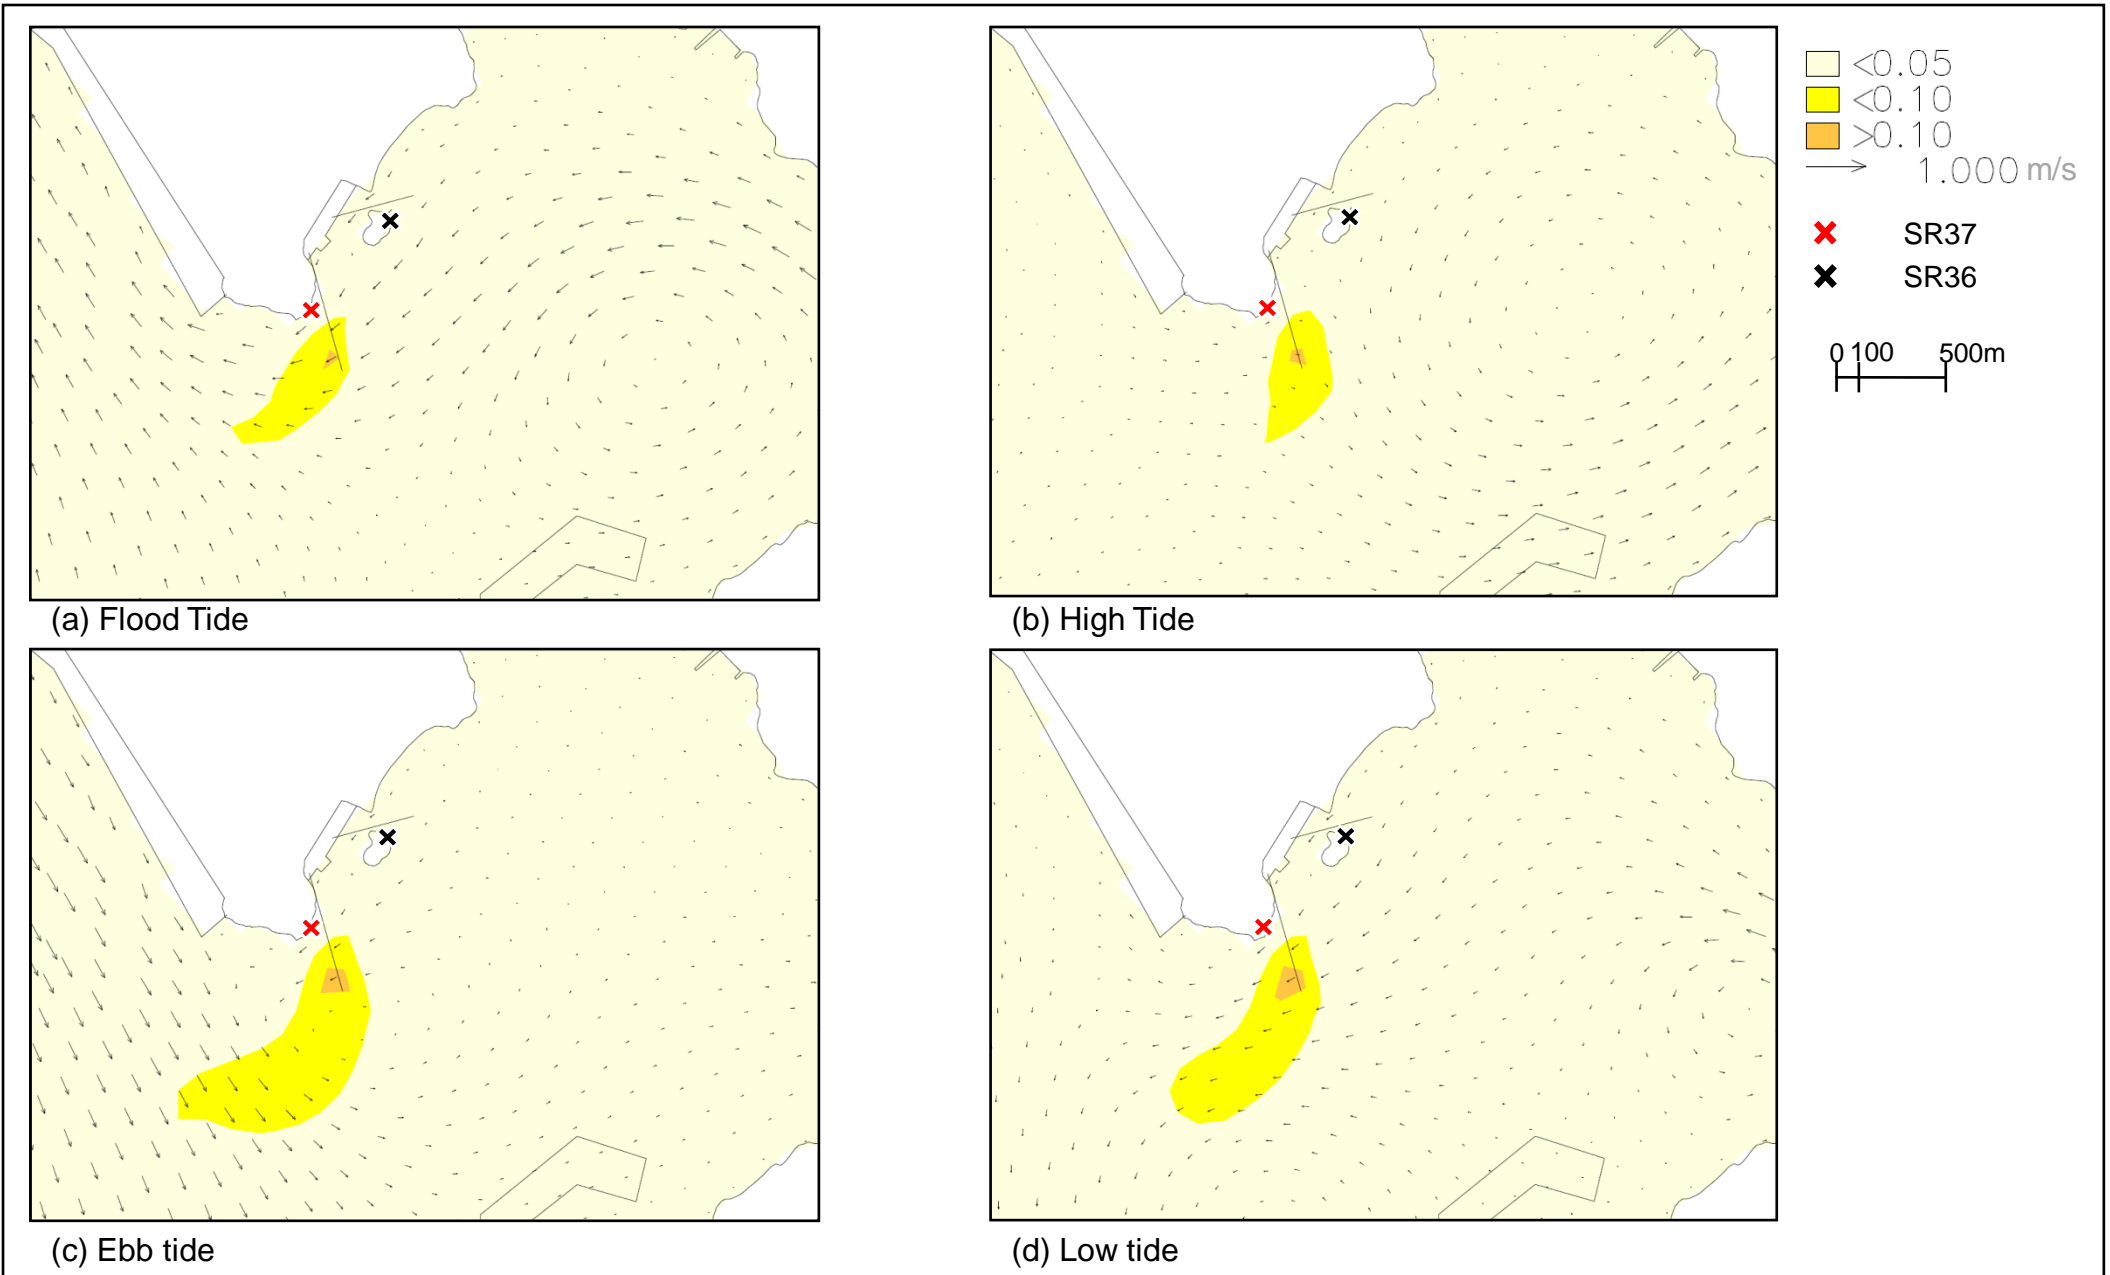 <0.05
<0.10
>0.10
1.000 m/s
SR37
SR36
0 100 500m
(a) Flood Tide
(b) High Tide
(c) Ebb tide
(d) Low tide